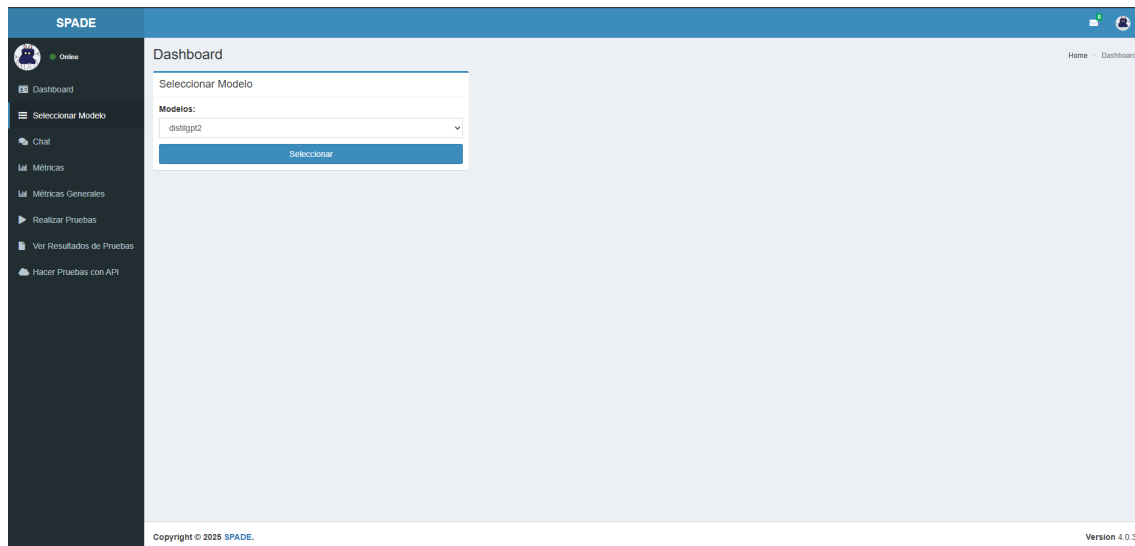 SPADE
0
Online
Dashboard
Home > Dashboard
Dashboard
Seleccionar Modelo
Chat
Métricas
Métricas Generales
Realizar Pruebas
Ver Resultados de Pruebas
Hacer Pruebas con API
Seleccionar Modelo
Modelos:
distilgpt2
Seleccionar
Copyright © 2025 SPADE.
Version 4.0.3